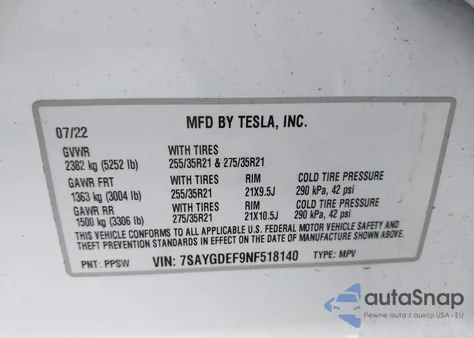 MFD BY TESLA, INC.
07/22
GVWR WITH TIRES
2382 kg (5252 lb) 255/35R21 & 275/35R21
GAWR FRT WITH TIRES RIM COLD TIRE PRESSURE
1363 kg (3004 lb) 255/35R21 21X9.5J 290 kPa, 42 psi
GAWR RR WITH TIRES RIM COLD TIRE PRESSURE
1500 kg (3306 lb) 275/35R21 21X10.5J 290 kPa, 42 psi
THIS VEHICLE CONFORMS TO ALL APPLICABLE U.S. FEDERAL MOTOR VEHICLE SAFETY AND
THEFT PREVENTION STANDARDS IN EFFECT ON THE DATE OF MANUFACTURE SHOWN ABOVE.
PNT: PPSW VIN: 7SAYGDEF9NF518140 TYPE: MPV
autoSnap
Pewne auta z aukcji USA - EU